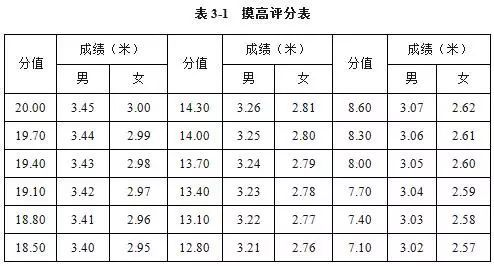 表 3-1 摸高评分表
分值 成绩（米） 分值 成绩（米） 分值 成绩（米）
男 女 男 女 男 女
20.00 3.45 3.00 14.30 3.26 2.81 8.60 3.07 2.62
19.70 3.44 2.99 14.00 3.25 2.80 8.30 3.06 2.61
19.40 3.43 2.98 13.70 3.24 2.79 8.00 3.05 2.60
19.10 3.42 2.97 13.40 3.23 2.78 7.70 3.04 2.59
18.80 3.41 2.96 13.10 3.22 2.77 7.40 3.03 2.58
18.50 3.40 2.95 12.80 3.21 2.76 7.10 3.02 2.57